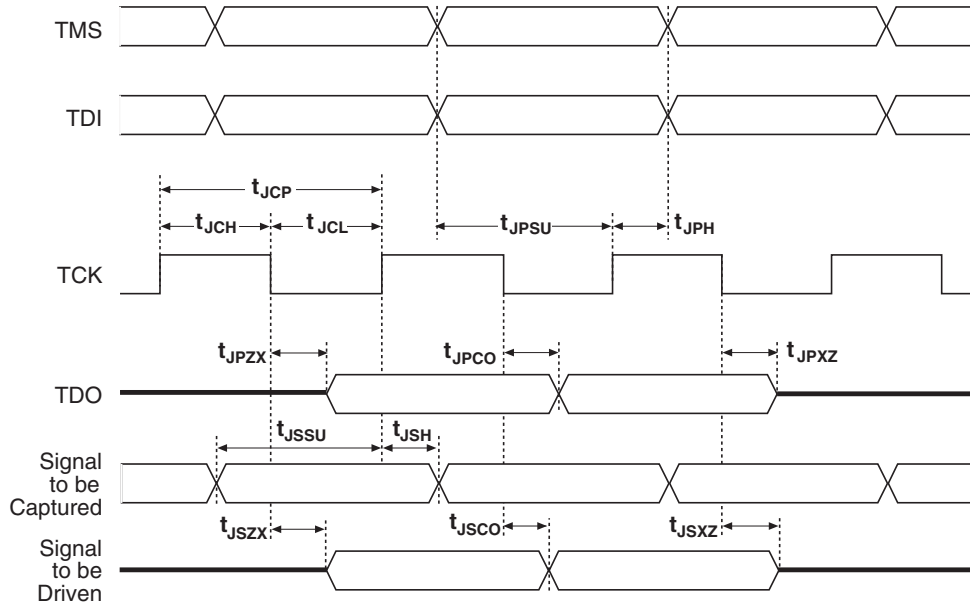 TMS
TDI
tJCP
tJCH tJCL tJPSU tJPH
TCK
tJPZX tJPCO tJPXZ
TDO
tJSSU tJSH
Signal
to be
Captured
tJSZX tJSCO tJSXZ
Signal
to be
Driven